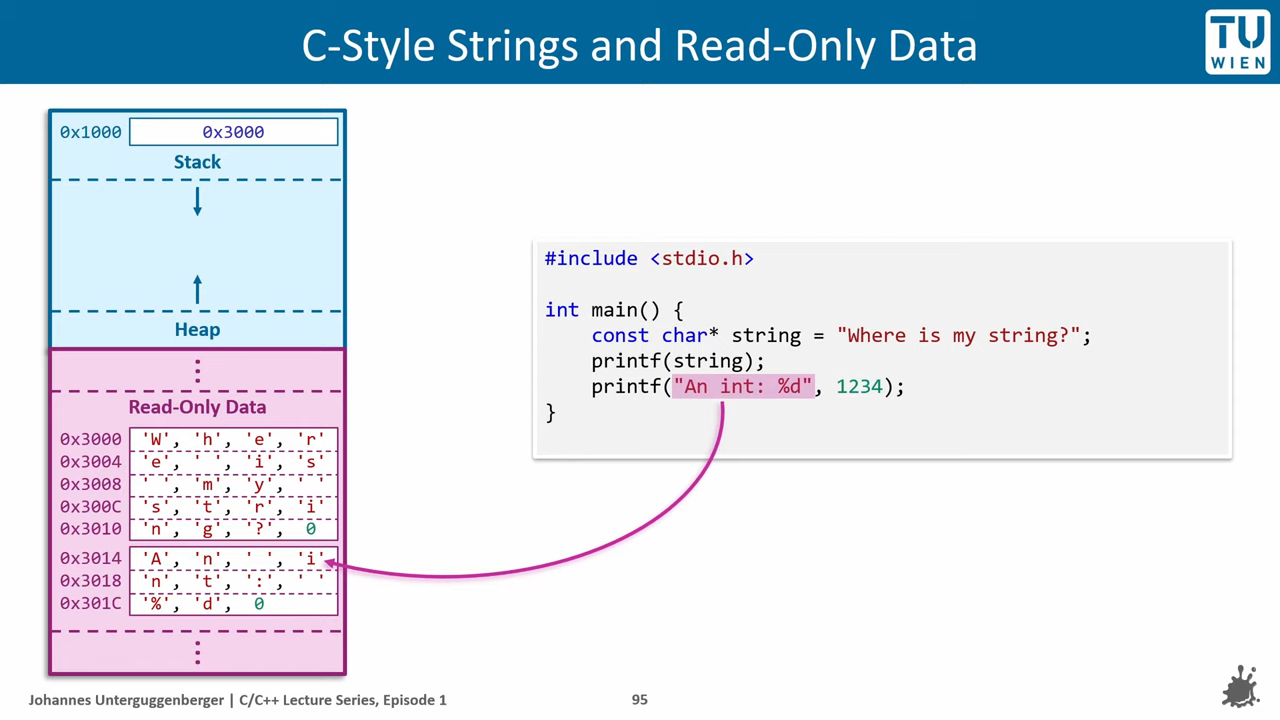 C-Style Strings and Read-Only Data
TU
WIEN
0x1000 0x3000
Stack
Heap
Read-Only Data
0x3000 'W', 'h', 'e', 'r'
0x3004 'e', ' ', 'i', 's'
0x3008 ' ', 'm', 'y', ' '
0x300C 's', 't', 'r', 'i'
0x3010 'n', 'g', '?', 0
0x3014 'A', 'n', ' ', 'i'
0x3018 'n', 't', ':', ' '
0x301C '%', 'd', 0
#include <stdio.h>
int main() {
const char* string = "Where is my string?";
printf(string);
printf("An int: %d", 1234);
}
Johannes Unterguggenberger | C/C++ Lecture Series, Episode 1
95